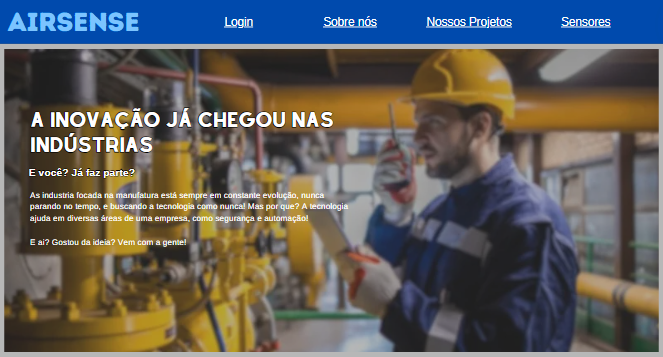 AIRSENSE
Login
Sobre nós
Nossos Projetos
Sensores
A INOVAÇÃO JÁ CHEGOU NAS
INDÚSTRIAS
E você? Já faz parte?
As industria focada na manufatura está sempre em constante evolução, nunca
parando no tempo, e buscando a tecnologia como nunca! Mas por que? A tecnologia
ajuda em diversas áreas de uma empresa, como segurança e automação!
E ai? Gostou da ideia? Vem com a gente!